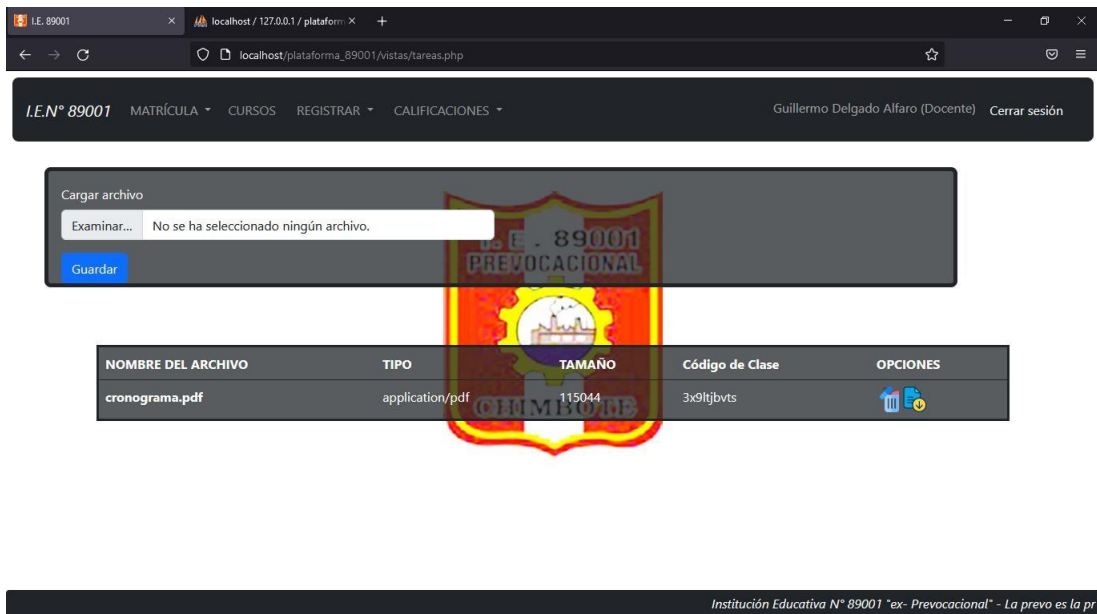 I.E. 89001
localhost / 127.0.0.1 / plataform
localhost/plataforma_89001/vistas/tareas.php
I.E.N° 89001 MATRÍCULA CURSOS REGISTRAR CALIFICACIONES Guillermo Delgado Alfaro (Docente) Cerrar sesión
Cargar archivo
Examinar... No se ha seleccionado ningún archivo.
Guardar
I. E. 89001
PREVOCACIONAL
NOMBRE DEL ARCHIVO TIPO TAMAÑO Código de Clase OPCIONES
cronograma.pdf application/pdf 115044 3x9ltjbvts
CHIMBOTE
Institución Educativa N° 89001 "ex- Prevocacional" - La prevo es la pr